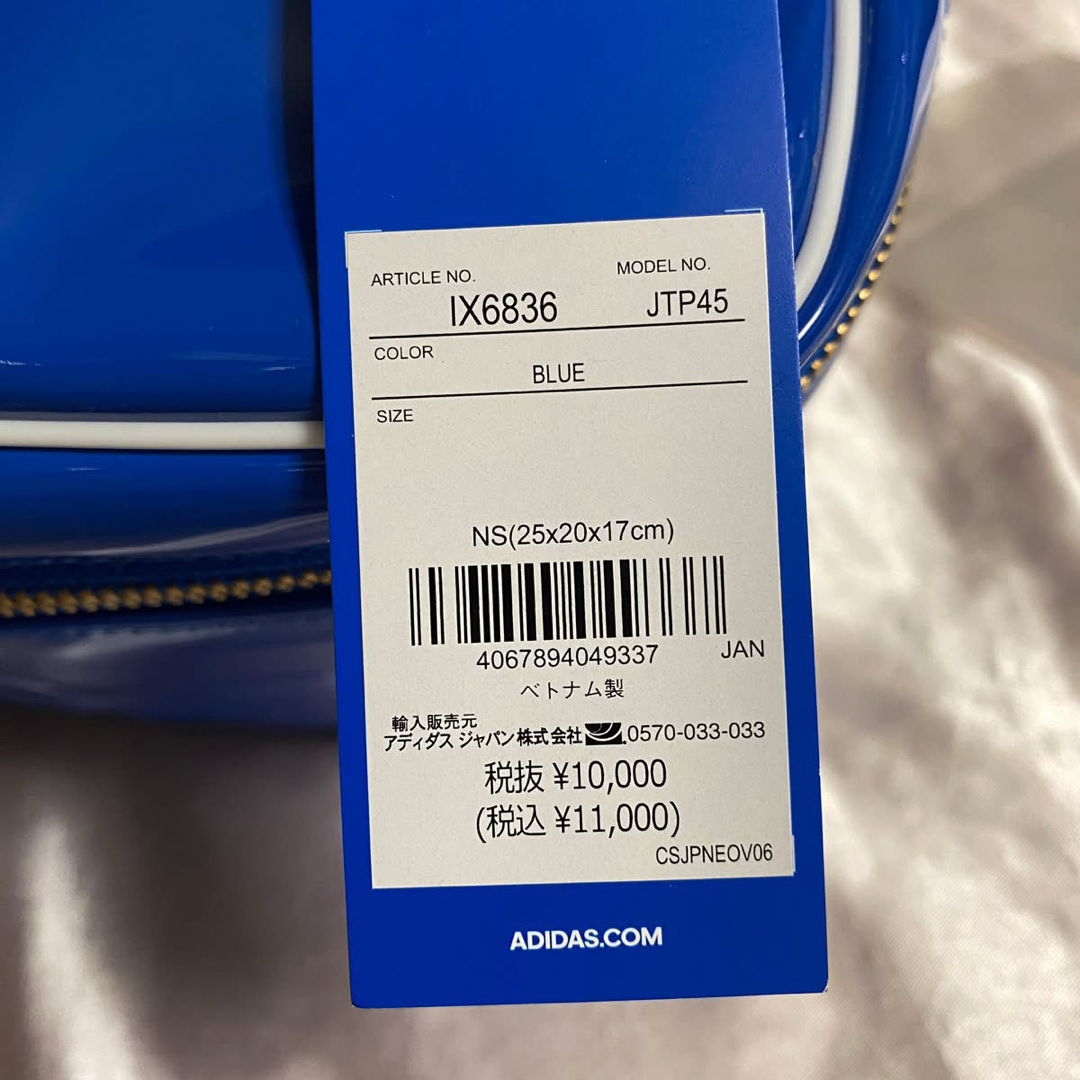 ARTICLE NO. MODEL NO.
IX6836 JTP45
COLOR
BLUE
SIZE
NS(25x20x17cm)
4067894049337 JAN
ベトナム製
輸入販売元
アディダス ジャパン株式会社 0570-033-033
税抜 ¥10,000
(税込 ¥11,000)
CSJPNEOV06
ADIDAS.COM